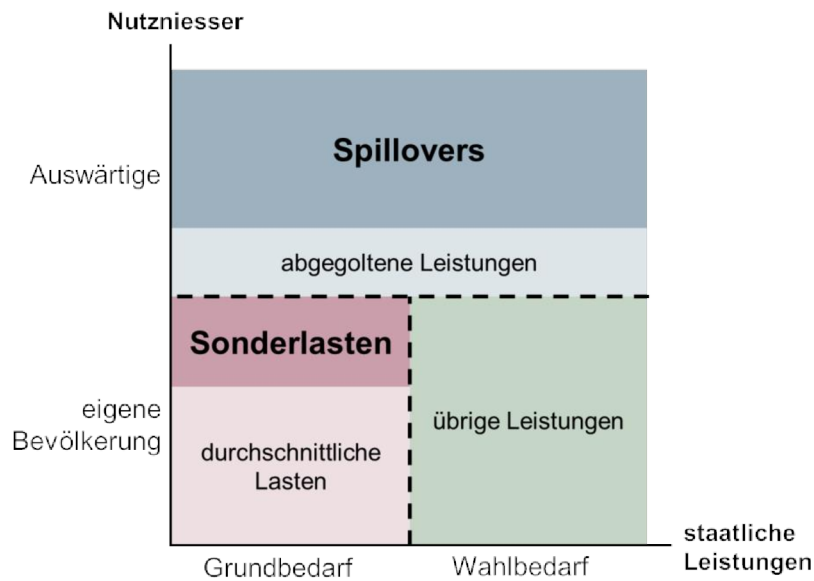 Nutzniesser
Spillovers
Auswärtige
abgegoltene Leistungen
Sonderlasten
eigene
Bevölkerung
übrige Leistungen
durchschnittliche
Lasten
staatliche
Leistungen
Grundbedarf
Wahlbedarf